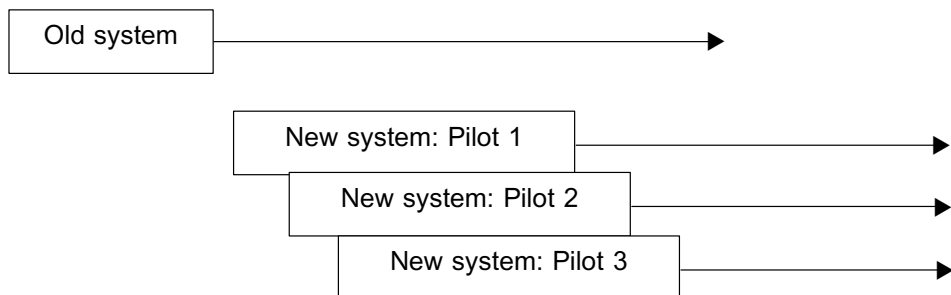 Old system
New system: Pilot 1
New system: Pilot 2
New system: Pilot 3